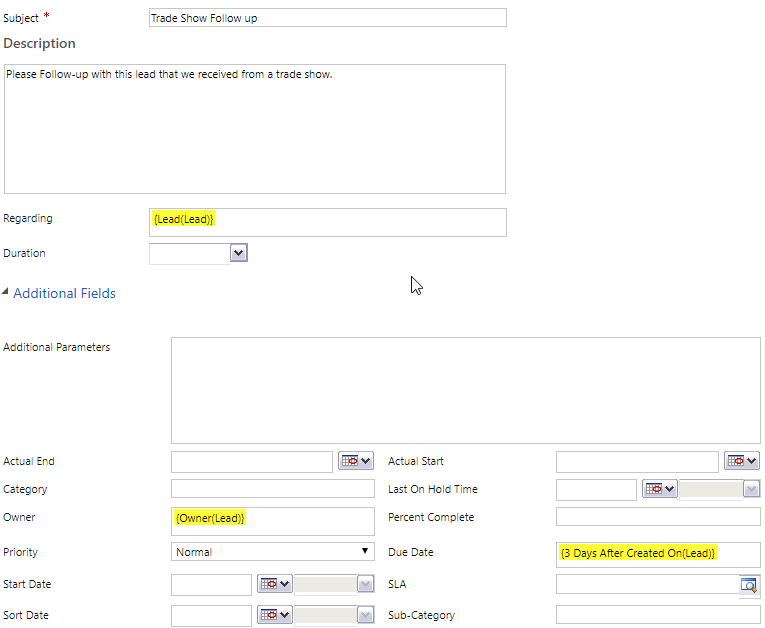 Subject *
Trade Show Follow up
Description
Please Follow-up with this lead that we received from a trade show.
Regarding
{Lead(Lead)}
Duration
Additional Fields
Additional Parameters
Actual End
Actual Start
Category
Last On Hold Time
Owner
{Owner(Lead)}
Percent Complete
Priority
Normal
Due Date
{3 Days After Created On(Lead)}
Start Date
SLA
Sort Date
Sub-Category